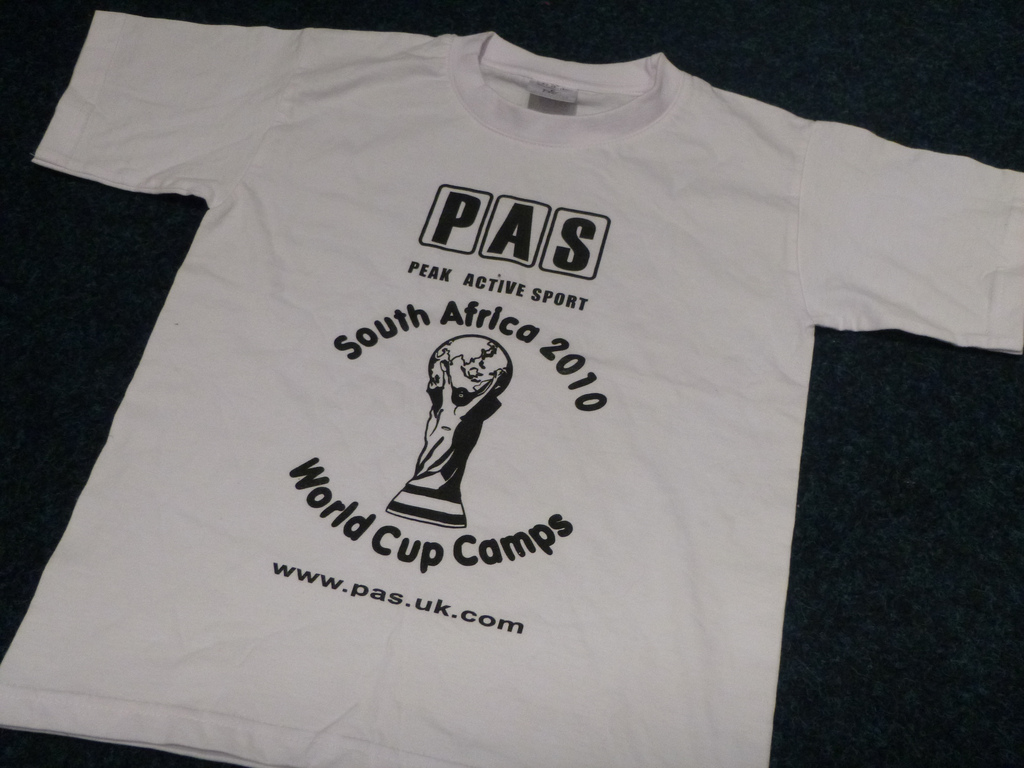 PAS
PEAK ACTIVE SPORT
South Africa 2010
World Cup Camps
www.pas.uk.com